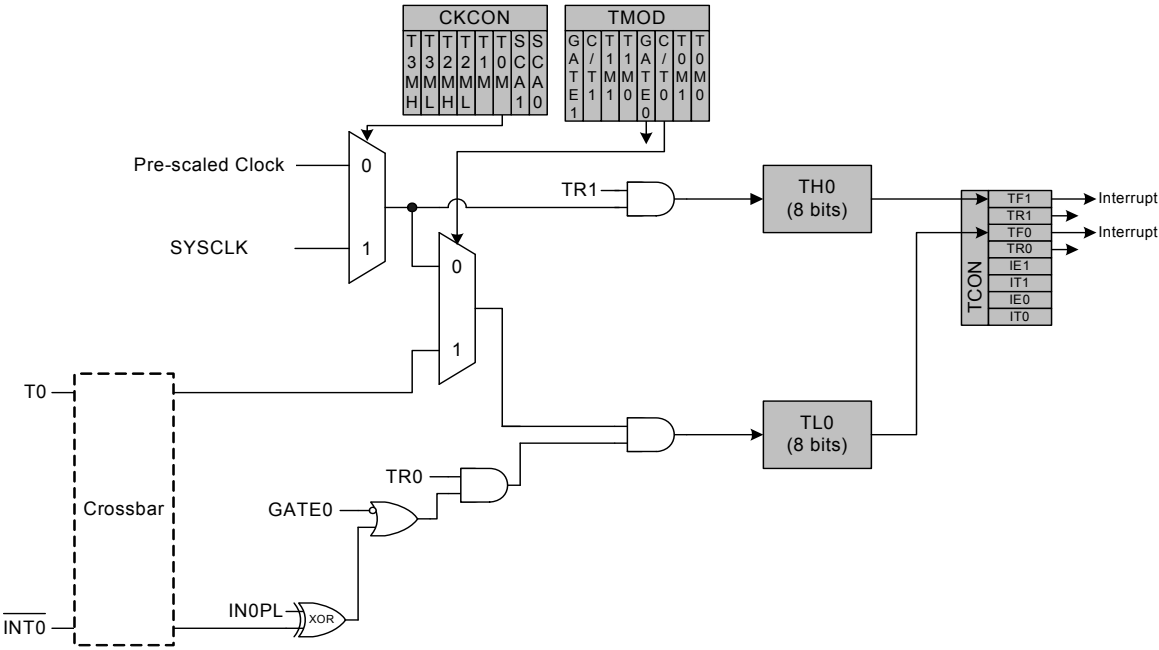 CKCON
T3MH
T3ML
T2MH
T2ML
T1M
T0M
SCA1
SCA0
TMOD
GATE1
C/T1
T1M1
T1M0
GATE0
C/T0
T0M1
T0M0
Pre-scaled Clock
0
SYSCLK
1
TR1
TH0
(8 bits)
TCON
TF1
TR1
TF0
TR0
IE1
IT1
IE0
IT0
Interrupt
Interrupt
0
1
T0
Crossbar
TL0
(8 bits)
TR0
GATE0
IN0PL
XOR
INT0